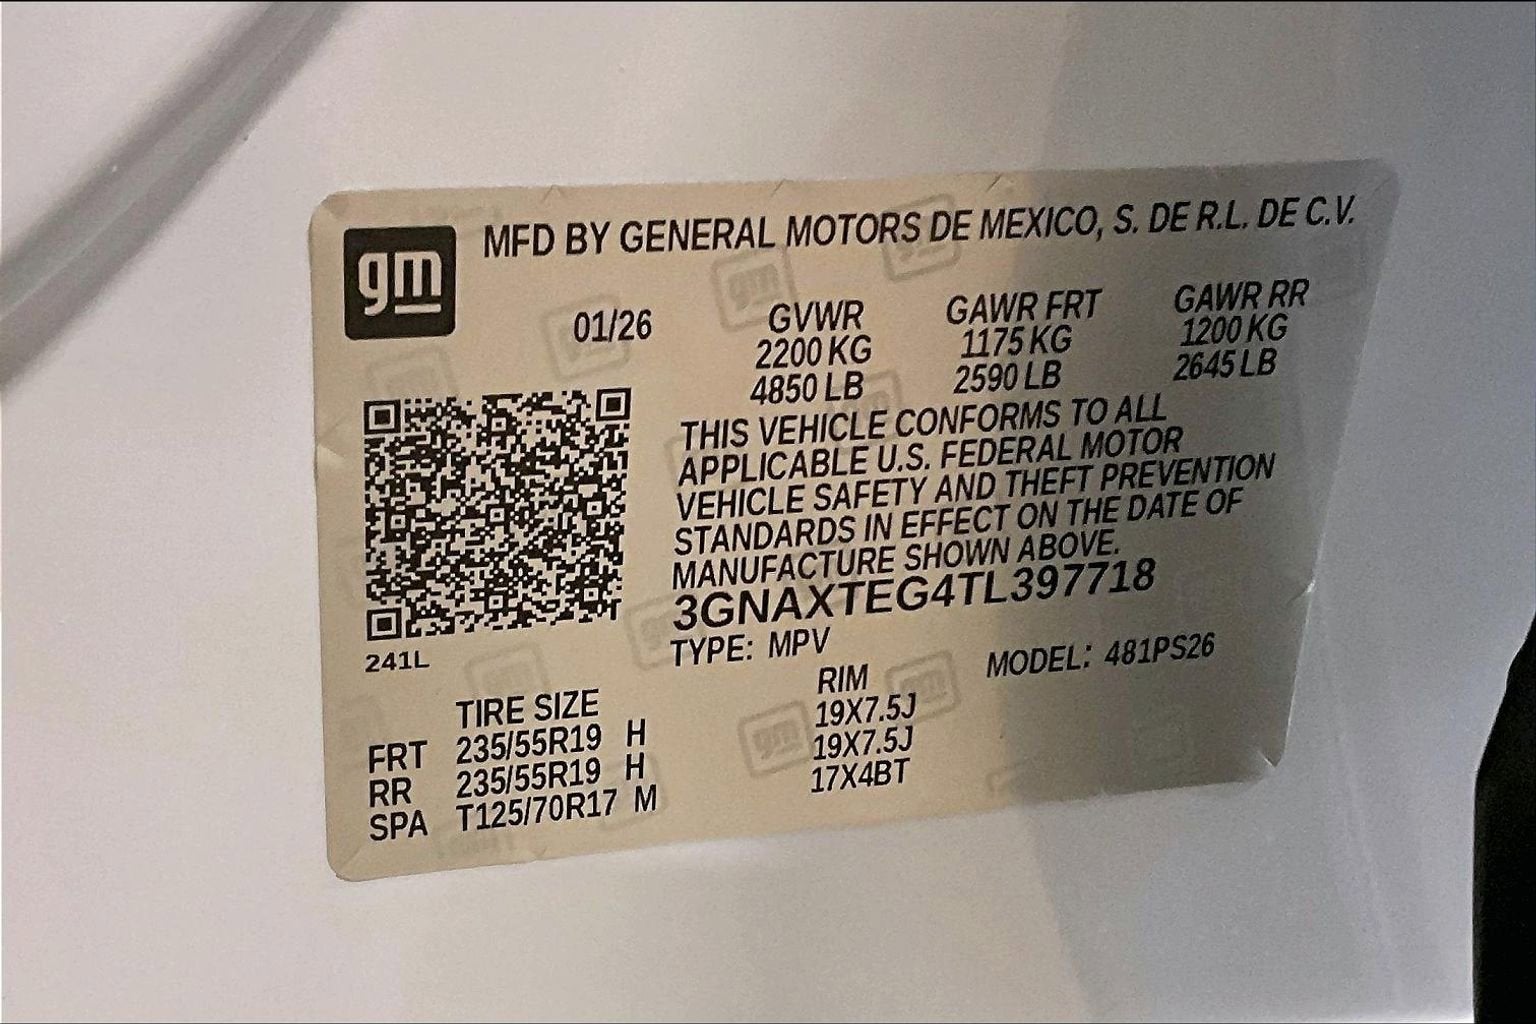 gm
MFD BY GENERAL MOTORS DE MEXICO, S. DE R.L. DE C.V.
01/26
GVWR GAWR FRT GAWR RR
2200 KG 1175 KG 1200 KG
4850 LB 2590 LB 2645 LB
THIS VEHICLE CONFORMS TO ALL
APPLICABLE U.S. FEDERAL MOTOR
VEHICLE SAFETY AND THEFT PREVENTION
STANDARDS IN EFFECT ON THE DATE OF
MANUFACTURE SHOWN ABOVE.
3GNAXTEG4TL397718
241L
TYPE: MPV MODEL: 481PS26
TIRE SIZE RIM
FRT 235/55R19 H 19X7.5J
RR 235/55R19 H 19X7.5J
SPA T125/70R17 M 17X4BT